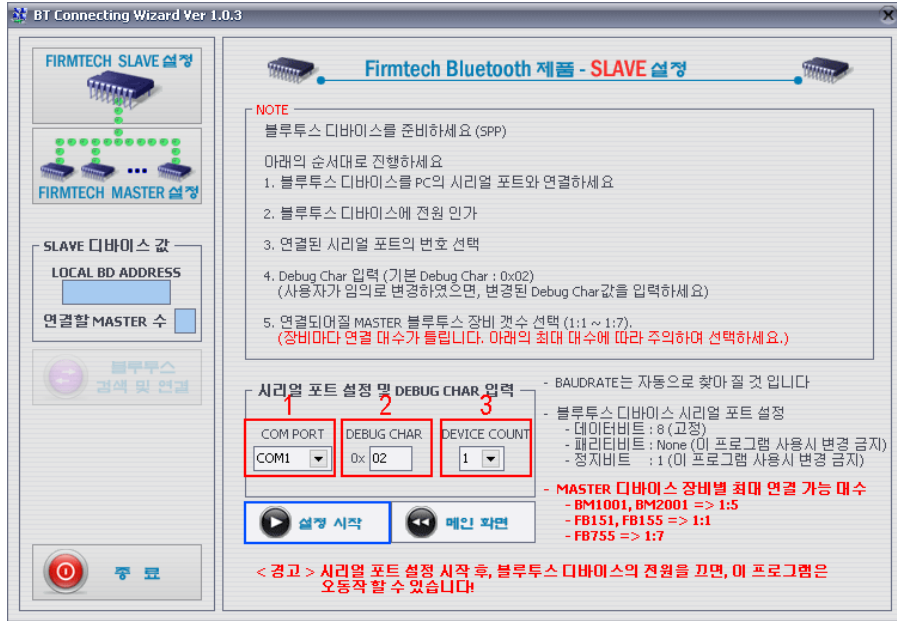 BT Connecting Wizard Ver 1.0.3
FIRMTECH SLAVE 설정
FIRMTECH MASTER 설정
SLAVE 디바이스 값
LOCAL BD ADDRESS
연결할 MASTER 수
블루투스
검색 및 연결
종 료
Firmtech Bluetooth 제품 - SLAVE 설정
NOTE
블루투스 디바이스를 준비하세요 (SPP)
아래의 순서대로 진행하세요
1. 블루투스 디바이스를 PC의 시리얼 포트와 연결하세요
2. 블루투스 디바이스에 전원 인가
3. 연결된 시리얼 포트의 번호 선택
4. Debug Char 입력 (기본 Debug Char : 0x02)
(사용자가 임의로 변경하였으면, 변경된 Debug Char값을 입력하세요)
5. 연결되어질 MASTER 블루투스 장비 갯수 선택 (1:1 ~ 1:7).
(장비마다 연결 대수가 틀립니다. 아래의 최대 대수에 따라 주의하여 선택하세요.)
시리얼 포트 설정 및 DEBUG CHAR 입력
1 2 3
COM PORT DEBUG CHAR DEVICE COUNT
COM1 0x 02 1
설정 시작 메인 화면
- BAUDRATE는 자동으로 찾아 질 것 입니다
- 블루투스 디바이스 시리얼 포트 설정
- 데이터비트 : 8 (고정)
- 패리티비트 : None (이 프로그램 사용시 변경 금지)
- 정지비트 : 1 (이 프로그램 사용시 변경 금지)
- MASTER 디바이스 장비별 최대 연결 가능 대수
- BM1001, BM2001 => 1:5
- FB151, FB155 => 1:1
- FB755 => 1:7
< 경고 > 시리얼 포트 설정 시작 후, 블루투스 디바이스의 전원을 끄면, 이 프로그램은
오동작 할 수 있습니다!